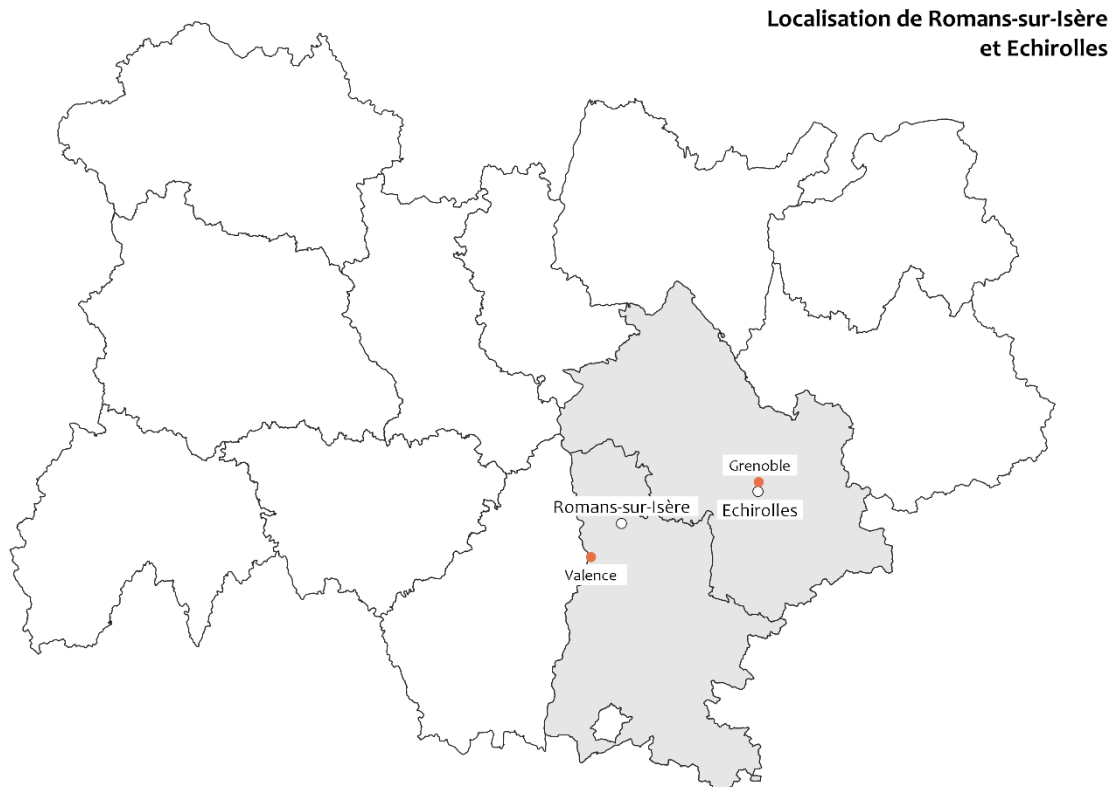 Localisation de Romans-sur-Isère
et Echirolles
Grenoble
Echirolles
Romans-sur-Isère
Valence